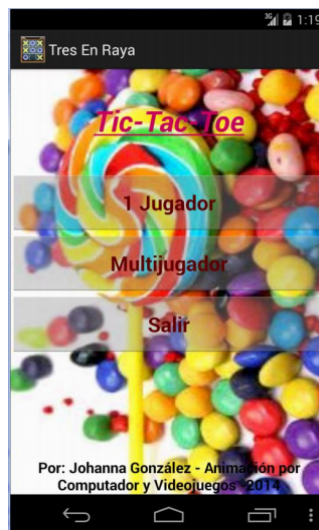 3G 1:19
Tres En Raya
Tic-Tac-Toe
1 Jugador
Multijugador
Salir
Por: Johanna González - Animación por
Computador y Videojuegos -2014